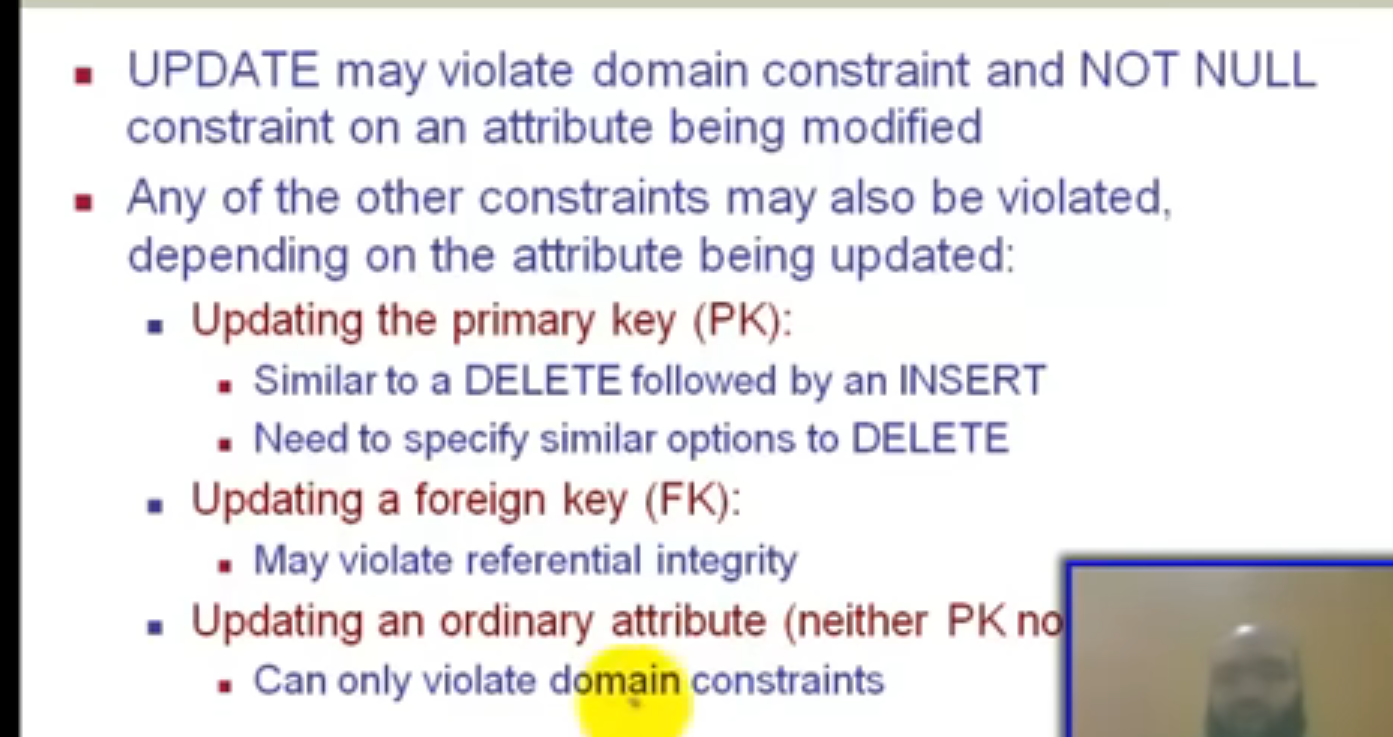 UPDATE may violate domain constraint and NOT NULL
constraint on an attribute being modified
Any of the other constraints may also be violated,
depending on the attribute being updated:
Updating the primary key (PK):
Similar to a DELETE followed by an INSERT
Need to specify similar options to DELETE
Updating a foreign key (FK):
May violate referential integrity
Updating an ordinary attribute (neither PK no
Can only violate domain constraints